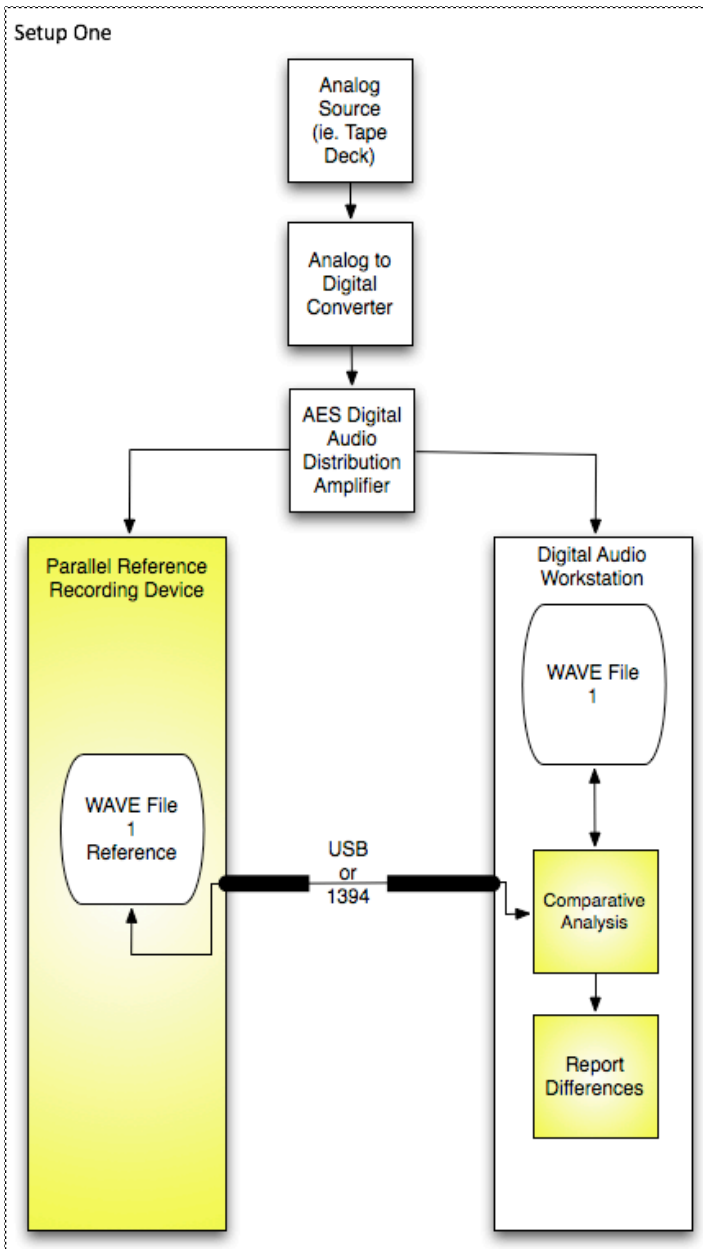 Setup One
Analog
Source
(ie. Tape
Deck)
Analog to
Digital
Converter
AES Digital
Audio
Distribution
Amplifier
Parallel Reference
Recording Device
Digital Audio
Workstation
WAVE File
1
WAVE File
1
Reference
USB
or
1394
Comparative
Analysis
Report
Differences